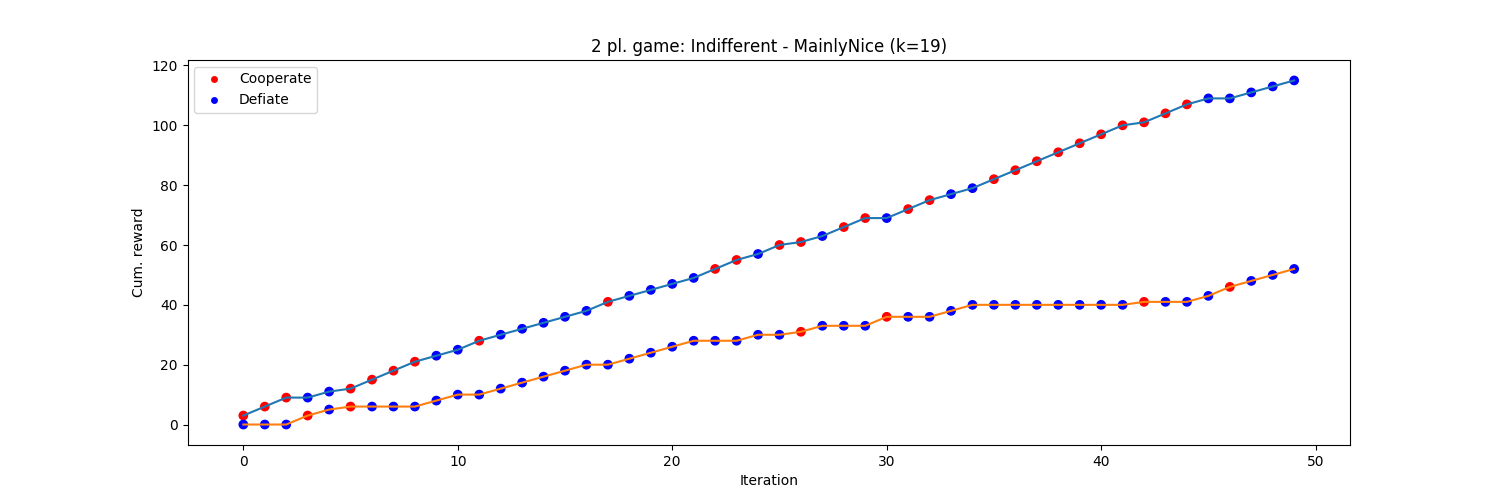 2 pl. game: Indifferent - MainlyNice (k=19)
Cooperate
Defiate
120
100
80
60
40
20
0
Cum. reward
0 10 20 30 40 50
Iteration